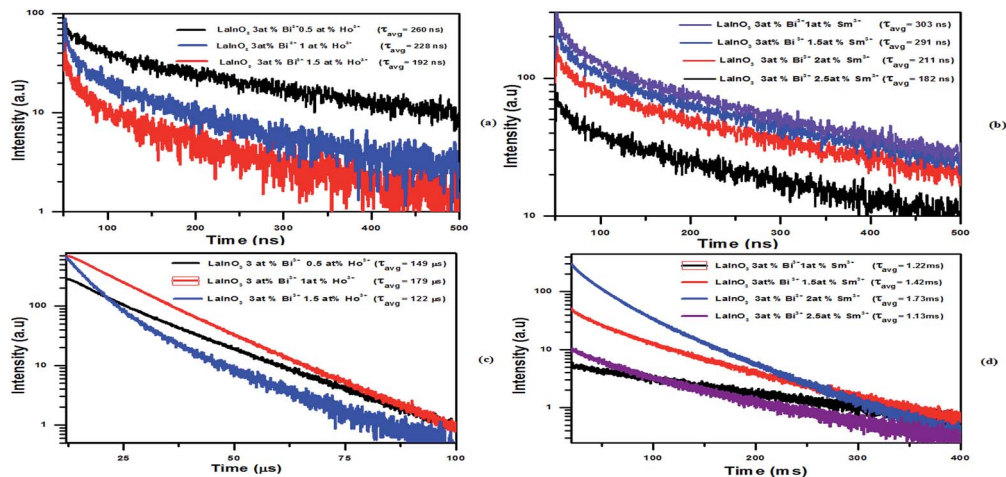 LaInO₃ 3at % Bi³⁺ 0.5 at % Ho³⁺ (τavg = 260 ns)
LaInO₃ 3at% Bi³⁺ 1 at % Ho³⁺ (τavg = 228 ns)
LaInO₃ 3at % Bi³⁺ 1.5 at % Ho³⁺ (τavg = 192 ns)
100
10
1
Intensity (a.u)
(a)
100
200
300
400
500
Time (ns)
LaInO₃ 3at % Bi³⁺ 1at % Sm³⁺ (τavg = 303 ns)
LaInO₃ 3at% Bi³⁺ 1.5at % Sm³⁺ (τavg = 291 ns)
LaInO₃ 3at % Bi³⁺ 2at % Sm³⁺ (τavg = 211 ns)
LaInO₃ 3at % Bi³⁺ 2.5at % Sm³⁺ (τavg = 182 ns)
100
10
Intensity (a.u)
(b)
100
200
300
400
500
Time (ns)
LaInO₃ 3 at % Bi³⁺ 0.5 at% Ho³⁺ (τavg = 149 µs)
LaInO₃ 3 at % Bi³⁺ 1at % Ho³⁺ (τavg = 179 µs)
LaInO₃ 3at % Bi³⁺ 1.5 at% Ho³⁺ (τavg = 122 µs)
100
10
1
Intensity (a.u)
(c)
25
50
75
100
Time (µs)
LaInO₃ 3at % Bi³⁺ 1at % Sm³⁺ (τavg = 1.22ms)
LaInO₃ 3at% Bi³⁺ 1.5at % Sm³⁺ (τavg = 1.42ms)
LaInO₃ 3at% Bi³⁺ 2at % Sm³⁺ (τavg = 1.73ms)
LaInO₃ 3at % Bi³⁺ 2.5at % Sm³⁺ (τavg = 1.13ms)
100
10
1
Intensity (a.u)
(d)
100
200
300
400
Time (ms)